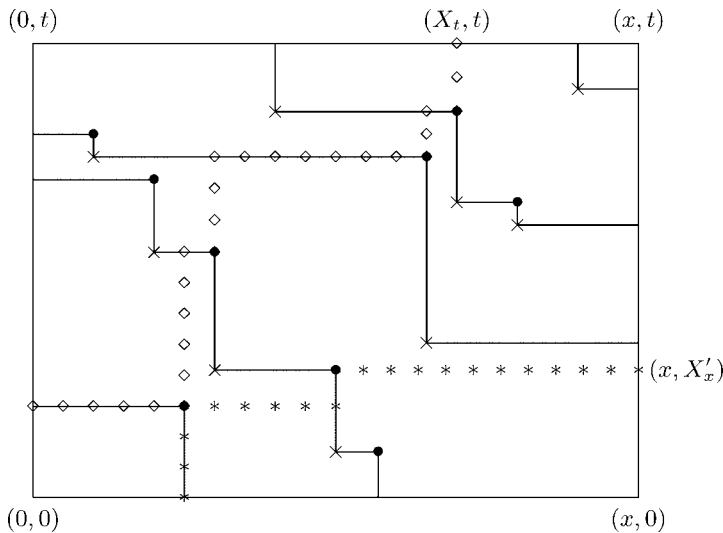 (0, t) (X_t, t) (x, t)
(x, X'_x)
(0, 0) (x, 0)